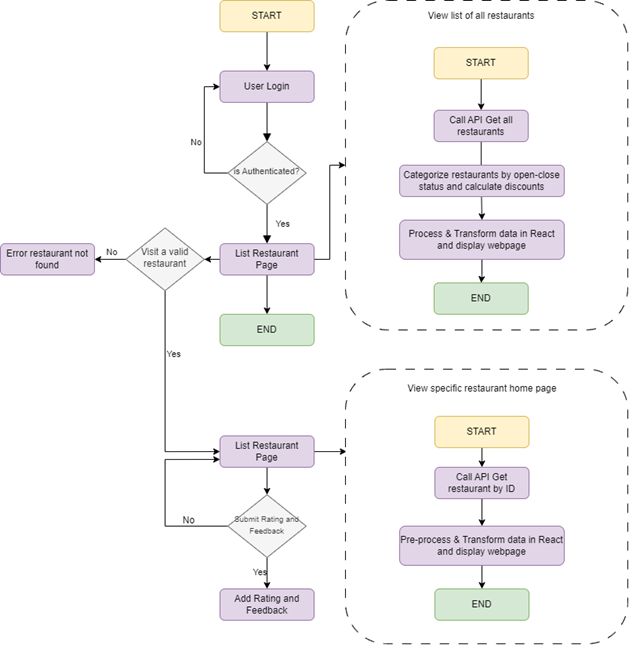 START
User Login
No
is Authenticated?
Yes
Visit a valid
restaurant
No
Error restaurant not
found
List Restaurant
Page
END
Yes
List Restaurant
Page
Submit Rating and
Feedback
No
Yes
Add Rating and
Feedback
View list of all restaurants
START
Call API Get all
restaurants
Categorize restaurants by open-close
status and calculate discounts
Process & Transform data in React
and display webpage
END
View specific restaurant home page
START
Call API Get
restaurant by ID
Pre-process & Transform data in React
and display webpage
END